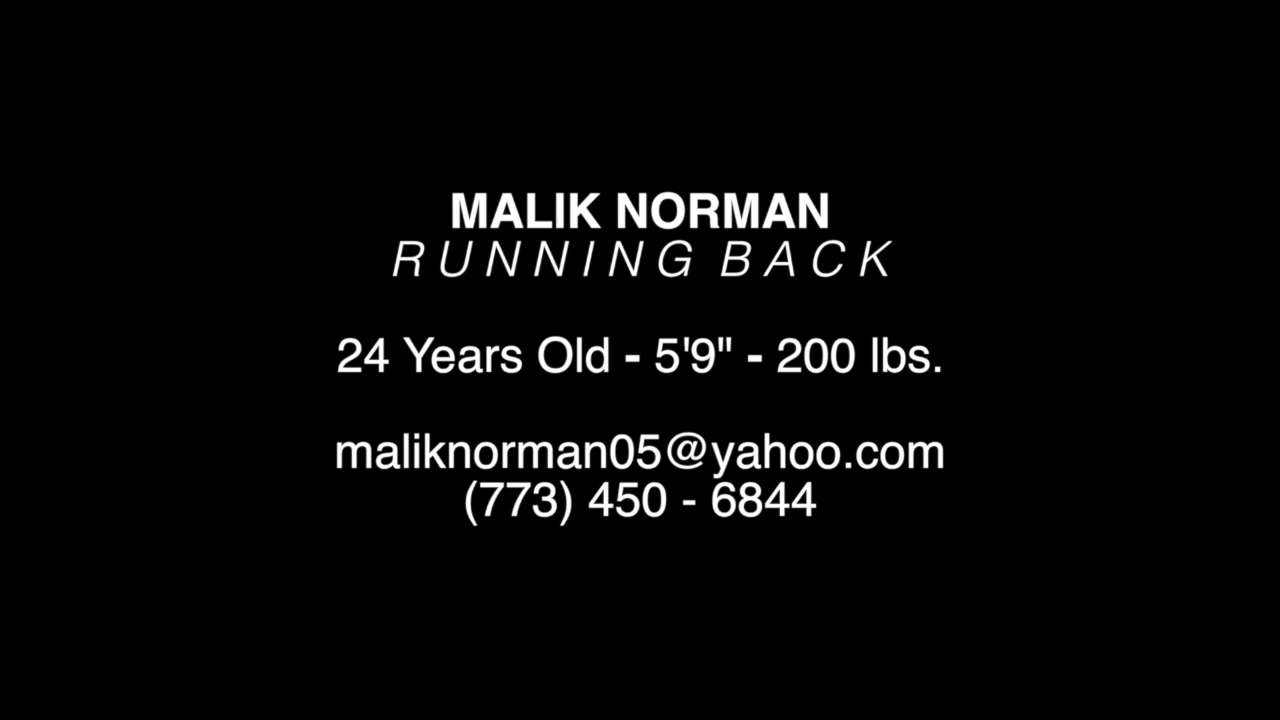 MALIK NORMAN
RUNNING BACK
24 Years Old - 5'9" - 200 lbs.
maliknorman05@yahoo.com
(773) 450 - 6844